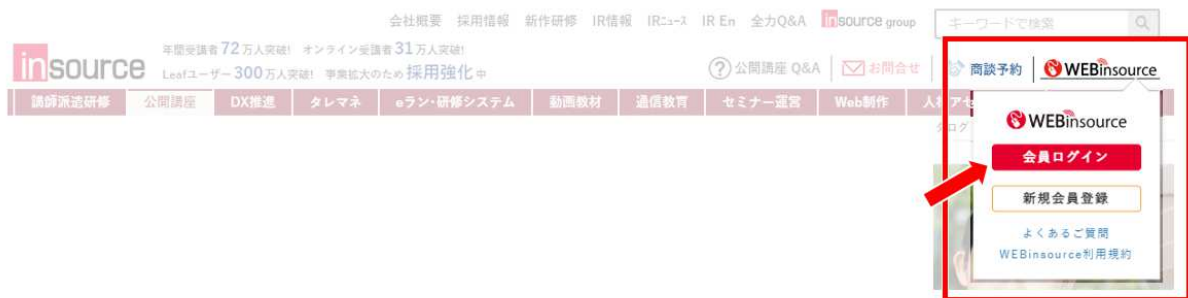 会社概要 採用情報 新作研修 IR情報 IRニュース IR En 全力Q&A insource group キーワードで検索
年間受講者 72 万人突破! オンライン受講者 31 万人突破!
insource Leafユーザー 300 万人突破! 事業拡大のため 採用強化 中
? 公開講座 Q&A お問合せ 商談予約 WEBinsource
講師派遣研修 公開講座 DX推進 タレマネ eラン・研修システム 動画教材 通信教育 セミナー運営 Web制作
WEBinsource
会員ログイン
新規会員登録
よくあるご質問
WEBinsource利用規約